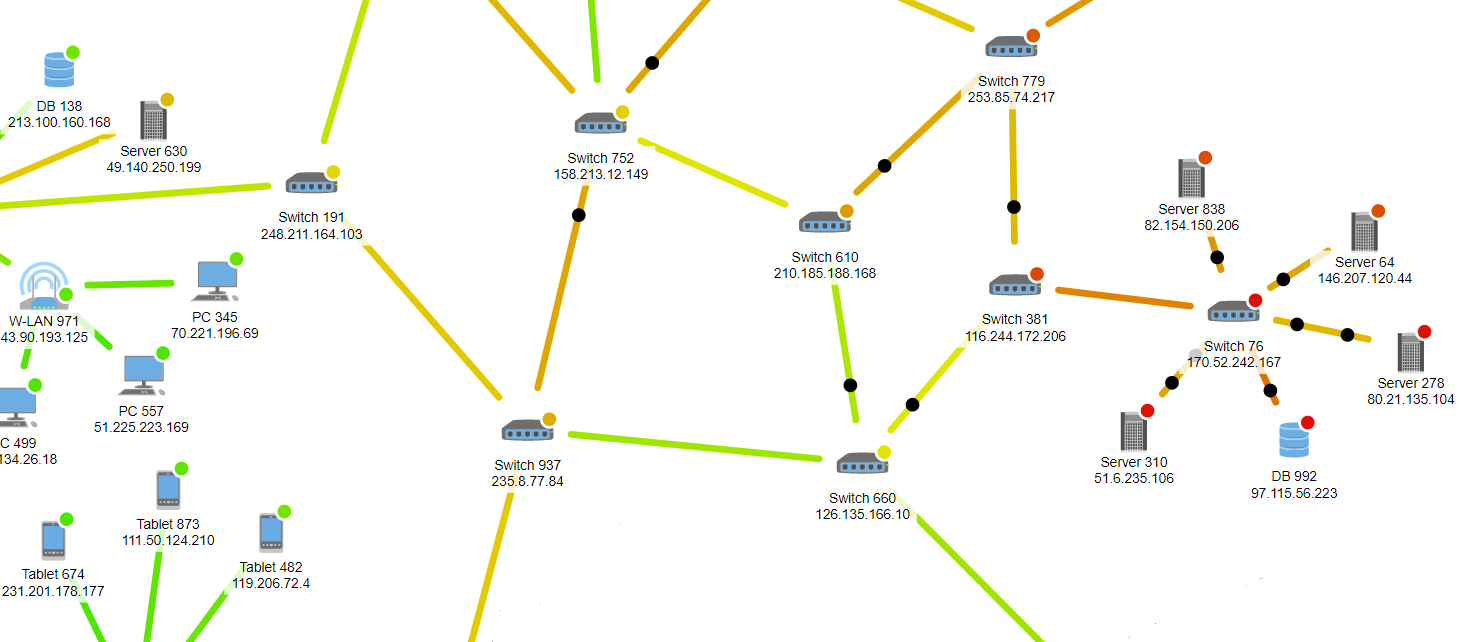 DB 138
213.100.160.168
Server 630
49.140.250.199
Switch 191
248.211.164.103
Switch 752
158.213.12.149
Switch 779
253.85.74.217
Switch 610
210.185.188.168
Server 838
82.154.150.206
Server 64
146.207.120.44
W-LAN 971
43.90.193.125
PC 345
70.221.196.69
Switch 381
116.244.172.206
Switch 76
170.52.242.167
Server 278
80.21.135.104
PC 557
51.225.223.169
C 499
134.26.18
Switch 937
235.8.77.84
Switch 660
126.135.166.10
Server 310
51.6.235.106
DB 992
97.115.56.223
Tablet 873
111.50.124.210
Tablet 674
231.201.178.177
Tablet 482
119.206.72.4